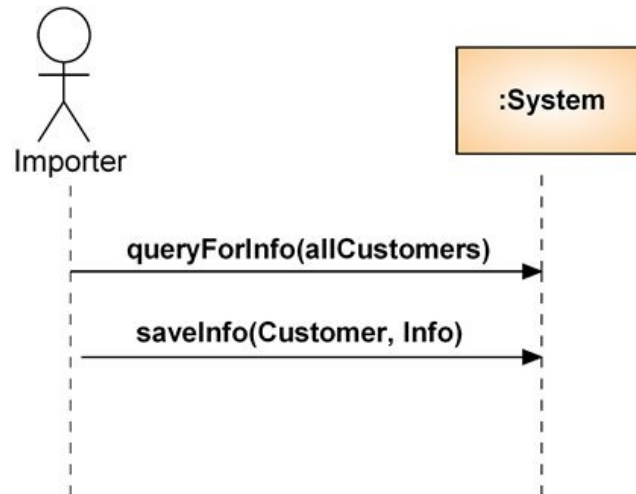 :System
Importer
queryForInfo(allCustomers)
saveInfo(Customer, Info)